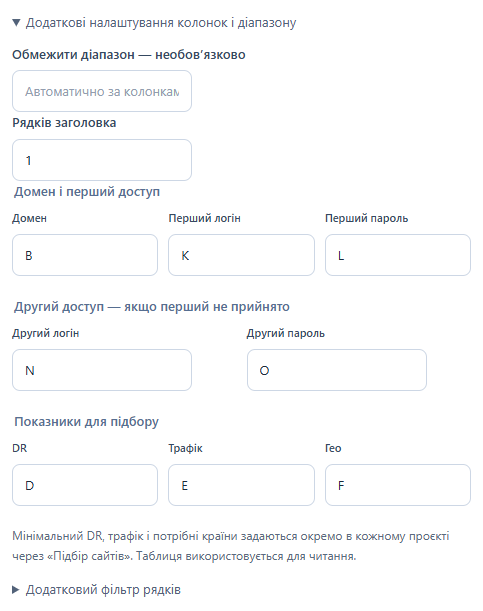 ▼ Додаткові налаштування колонок і діапазону
Обмежити діапазон — необов’язково
Автоматично за колонкам
Рядків заголовка
1
Домен і перший доступ
Домен Перший логін Перший пароль
B K L
Другий доступ — якщо перший не прийнято
Другий логін Другий пароль
N O
Показники для підбору
DR Трафік Гео
D E F
Мінімальний DR, трафік і потрібні країни задаються окремо в кожному проєкті
через «Підбір сайтів». Таблиця використовується для читання.
▶ Додатковий фільтр рядків